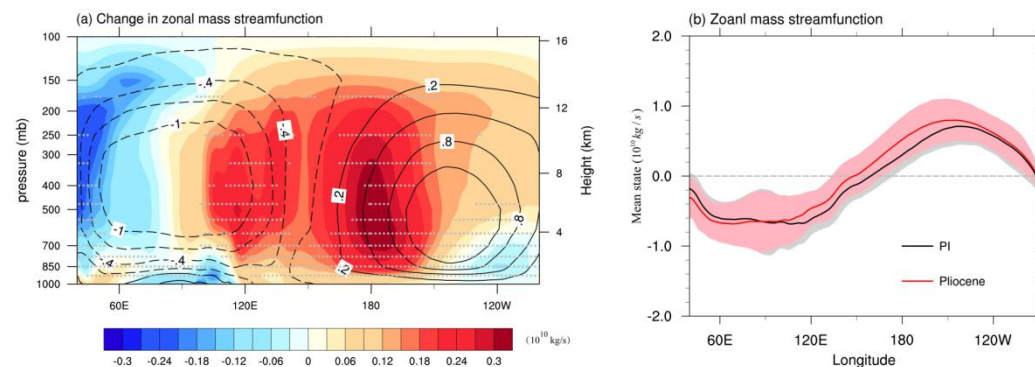 (a) Change in zonal mass streamfunction
100
150
200
250
300
400
500
700
850
1000
pressure (mb)
16
12
8
4
Height (km)
-.4
-1
-.4
.2
.8
.2
.8
-1
-.4
.2
60E
120E
180
120W
-0.3
-0.24
-0.18
-0.12
-0.06
0
0.06
0.12
0.18
0.24
0.3
(10¹⁰ kg/s)
(b) Zoanl mass streamfunction
2.0
1.0
0.0
-1.0
-2.0
Mean state (10¹⁰ kg / s)
PI
Pliocene
60E
120E
180
120W
Longitude